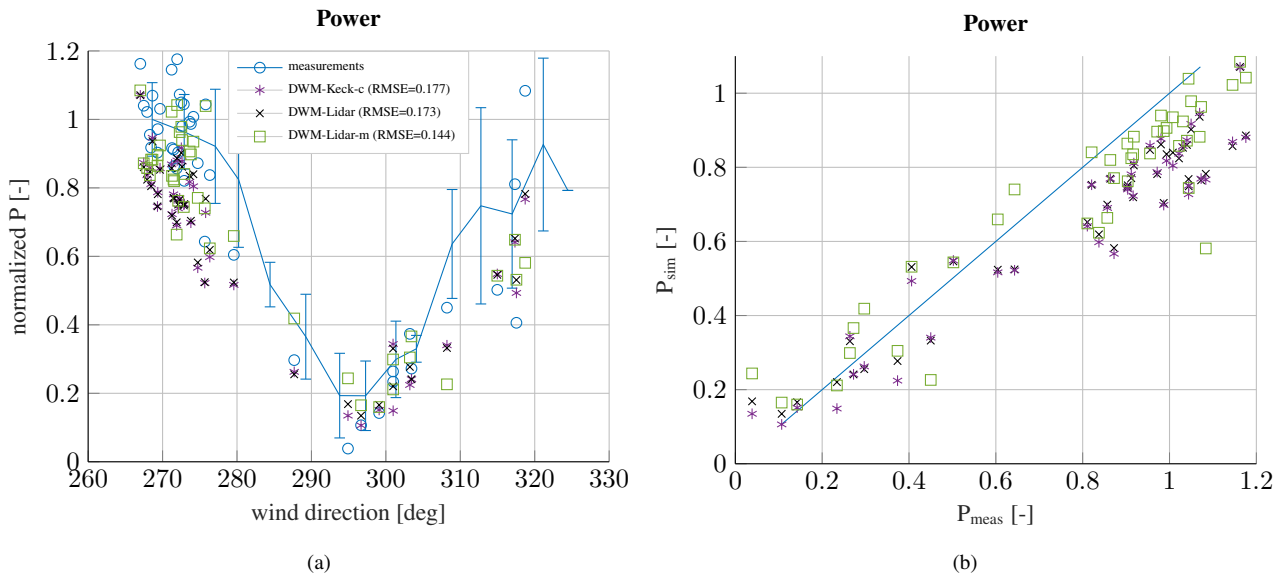 Power
normalized P [-]
1.2
1
0.8
0.6
0.4
0.2
0
measurements
DWM-Keck-c (RMSE=0.177)
DWM-Lidar (RMSE=0.173)
DWM-Lidar-m (RMSE=0.144)
260 270 280 290 300 310 320 330
wind direction [deg]
(a)
Power
P_sim [-]
1
0.8
0.6
0.4
0.2
0
0 0.2 0.4 0.6 0.8 1 1.2
P_meas [-]
(b)